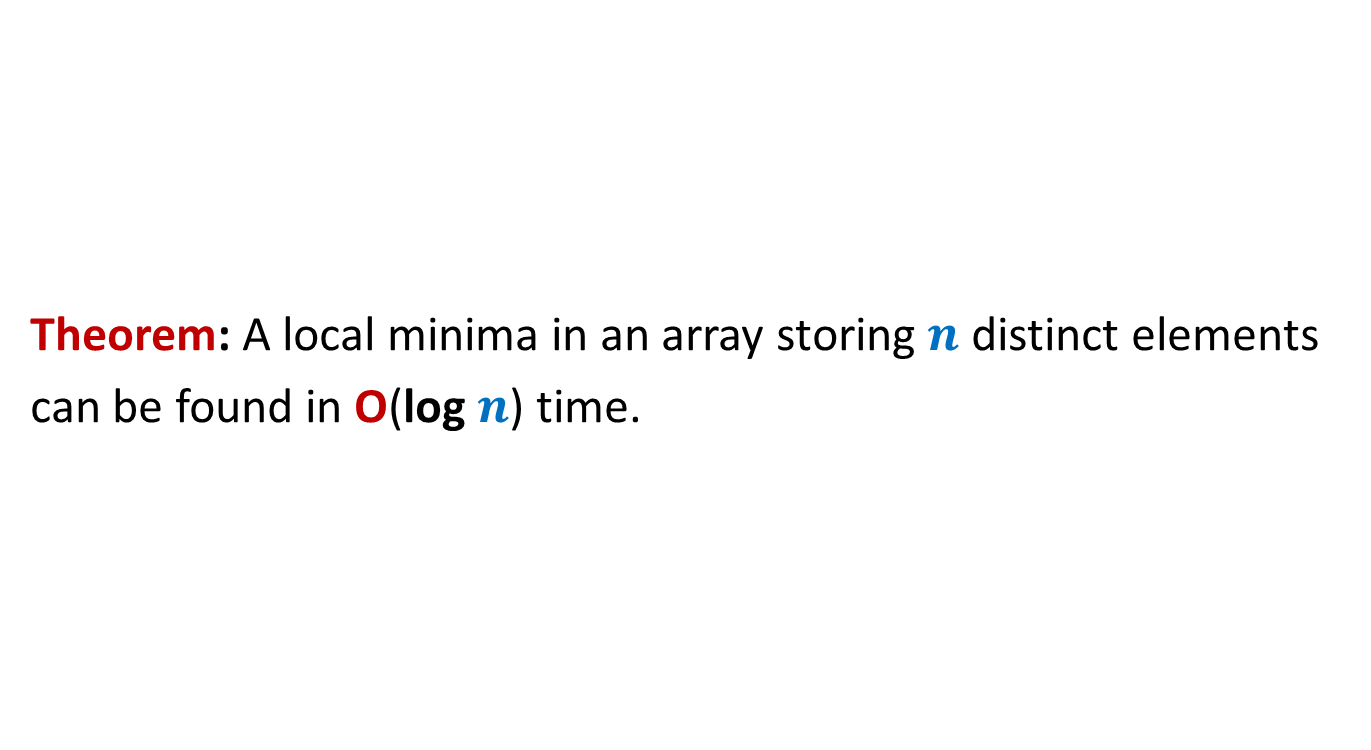 Theorem: A local minima in an array storing n distinct elements
can be found in O(log n) time.